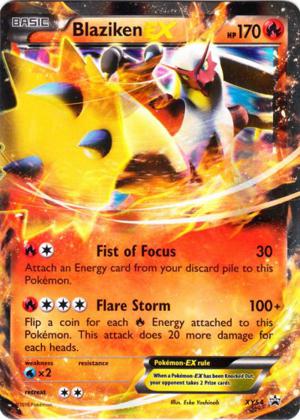 BASIC
Blaziken EX HP170
Fist of Focus 30
Attach an Energy card from your discard pile to this
Pokémon.
Flare Storm 100+
Flip a coin for each Energy attached to this
Pokémon. This attack does 20 more damage
for each heads.
weakness resistance
×2
retreat
Pokémon-EX rule
When a Pokémon-EX has been Knocked Out,
your opponent takes 2 Prize cards.
Illus. Eske Yoshinob
XY54